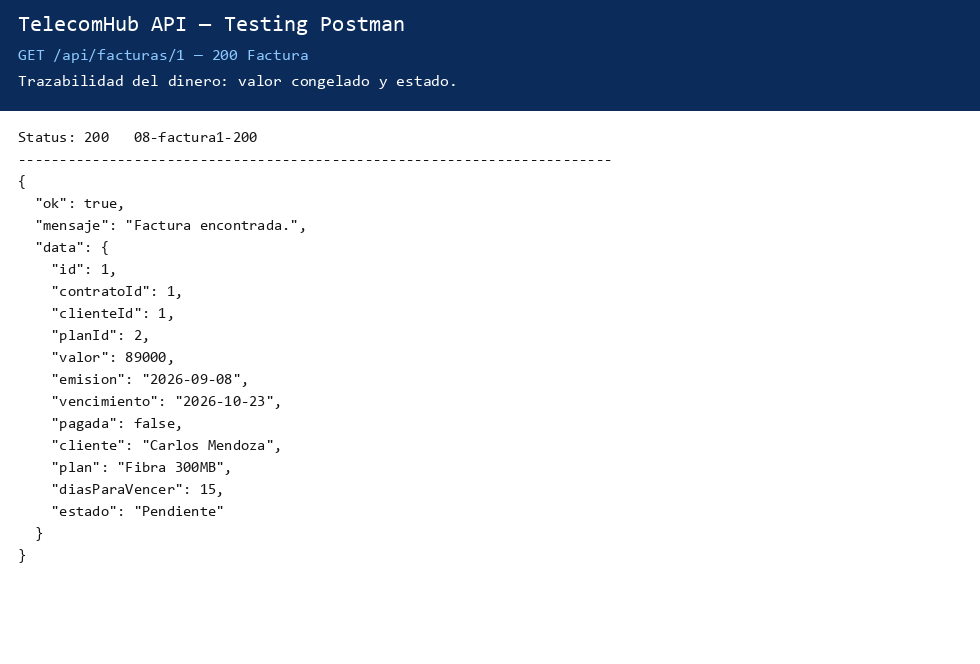 TelecomHub API — Testing Postman
GET /api/facturas/1 — 200 Factura
Trazabilidad del dinero: valor congelado y estado.
Status: 200   08-factura1-200
------------------------------------------------------------------------
{
  "ok": true,
  "mensaje": "Factura encontrada.",
  "data": {
    "id": 1,
    "contratoId": 1,
    "clienteId": 1,
    "planId": 2,
    "valor": 89000,
    "emision": "2026-09-08",
    "vencimiento": "2026-10-23",
    "pagada": false,
    "cliente": "Carlos Mendoza",
    "plan": "Fibra 300MB",
    "diasParaVencer": 15,
    "estado": "Pendiente"
  }
}